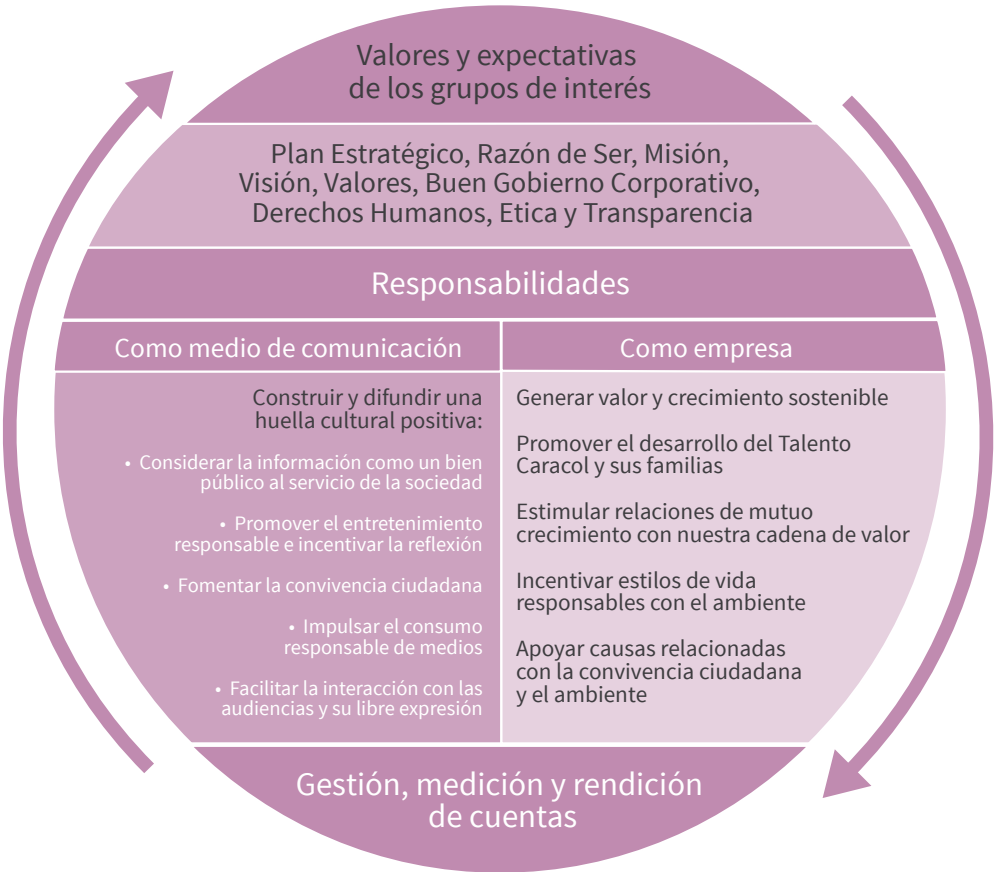 Valores y expectativas
de los grupos de interés
Plan Estratégico, Razón de Ser, Misión,
Visión, Valores, Buen Gobierno Corporativo,
Derechos Humanos, Etica y Transparencia
Responsabilidades
Como medio de comunicación
Construir y difundir una
huella cultural positiva:
• Considerar la información como un bien
público al servicio de la sociedad
• Promover el entretenimiento
responsable e incentivar la reflexión
• Fomentar la convivencia ciudadana
• Impulsar el consumo
responsable de medios
• Facilitar la interacción con las
audiencias y su libre expresión
Como empresa
Generar valor y crecimiento sostenible
Promover el desarrollo del Talento
Caracol y sus familias
Estimular relaciones de mutuo
crecimiento con nuestra cadena de valor
Incentivar estilos de vida
responsables con el ambiente
Apoyar causas relacionadas
con la convivencia ciudadana
y el ambiente
Gestión, medición y rendición
de cuentas